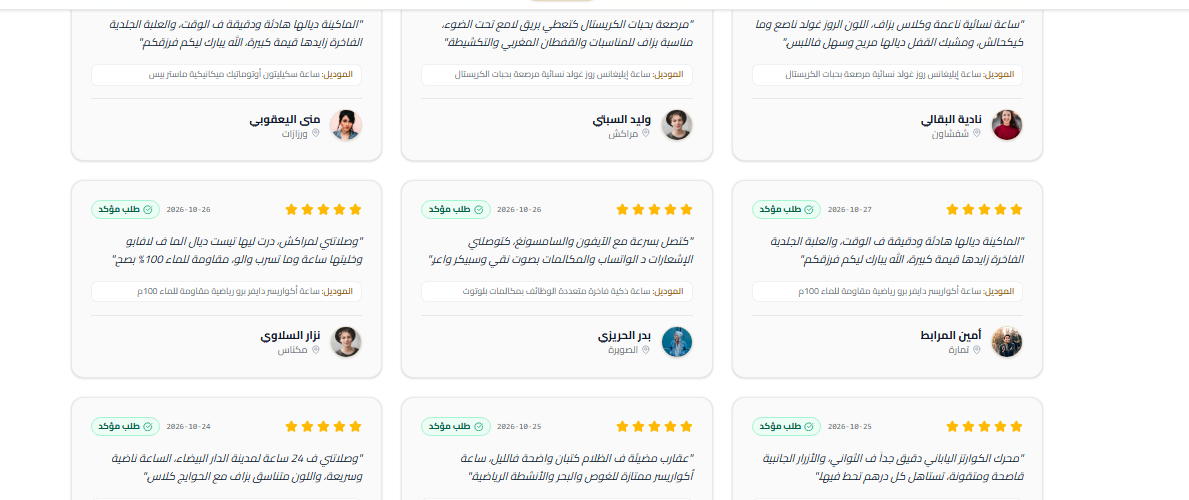 "ساعة نسائية ناعمة وكلاس بزاف، اللون الروز غولد ناصع وما
كيكحالش، ومشبك القفل ديالها مريح وسهل فاللبس."
الموديل: ساعة إيليغانس روز غولد نسائية مرصعة بحبات الكريستال
نادية البقالي
شفشاون
"مرصعة بحبات الكريستال كتعطي بريق لامع تحت الضوء،
مناسبة بزاف للمناسبات والقفطان المغربي والتكشيطة"
الموديل: ساعة إيليغانس روز غولد نسائية مرصعة بحبات الكريستال
وليد السبتي
مراكش
"الماكينة ديالها هادئة ودقيقة ف الوقت، والعلبة الجلدية
الفاخرة زايدها قيمة كبيرة، الله يبارك ليكم فرزقكم"
الموديل: ساعة سكيليتون أوتوماتيك ميكانيكية ماستر بيس
منى اليعقوبي
ورزازات
2026-10-27 طلب مؤكد
"الماكينة ديالها هادئة ودقيقة ف الوقت، والعلبة الجلدية
الفاخرة زايدها قيمة كبيرة، الله يبارك ليكم فرزقكم"
الموديل: ساعة أكواريسر دايفر برو رياضية مقاومة للماء 100م
أمين المرابط
تمارة
2026-10-26 طلب مؤكد
"كتصل بسرعة مع الآيفون والسامسونغ، كتوصلني
الإشعارات د الواتساب والمكالمات بصوت نقي وسبيكر واعر."
الموديل: ساعة ذكية فاخرة متعددة الوظائف بمكالمات بلوتوث
بدر الحريزي
الصويرة
2026-10-26 طلب مؤكد
"وصلاتني لمراكش، درت ليها تيست ديال الما ف لافابو
وخليتها ساعة وما تسرب والو، مقاومة للماء 100% بصح"
الموديل: ساعة أكواريسر دايفر برو رياضية مقاومة للماء 100م
نزار السلاوي
مكناس
2026-10-25 طلب مؤكد
"محرك الكوارتز الياباني دقيق جداً ف الثواني، والأزرار الجانبية
قاصحة ومتقونة، تستاهل كل درهم تحط فيها."
2026-10-25 طلب مؤكد
"عقارب مضيئة ف الظلام كتبان واضحة فالليل، ساعة
أكواريسر ممتازة للغوص والبحر والأنشطة الرياضية"
2026-10-24 طلب مؤكد
"وصلاتني ف 24 ساعة لمدينة الدار البيضاء، الساعة ناضية
وسريعة، واللون متناسق بزاف مع الحوايج كلاس."